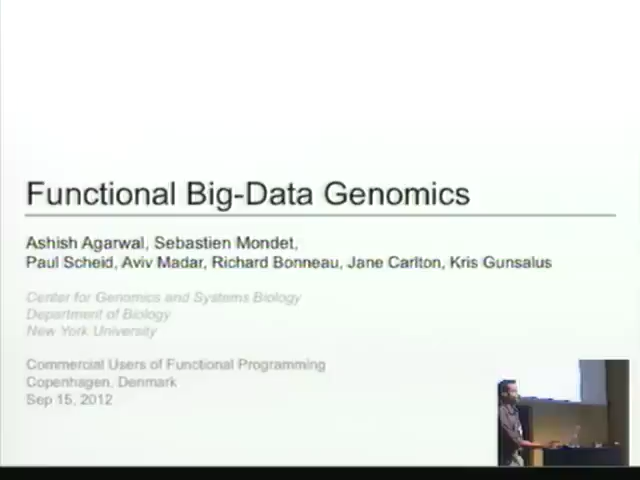 Functional Big-Data Genomics
Ashish Agarwal, Sebastien Mondet,
Paul Scheid, Aviv Madar, Richard Bonneau, Jane Carlton, Kris Gunsalus
Center for Genomics and Systems Biology
Department of Biology
New York University
Commercial Users of Functional Programming
Copenhagen, Denmark
Sep 15, 2012